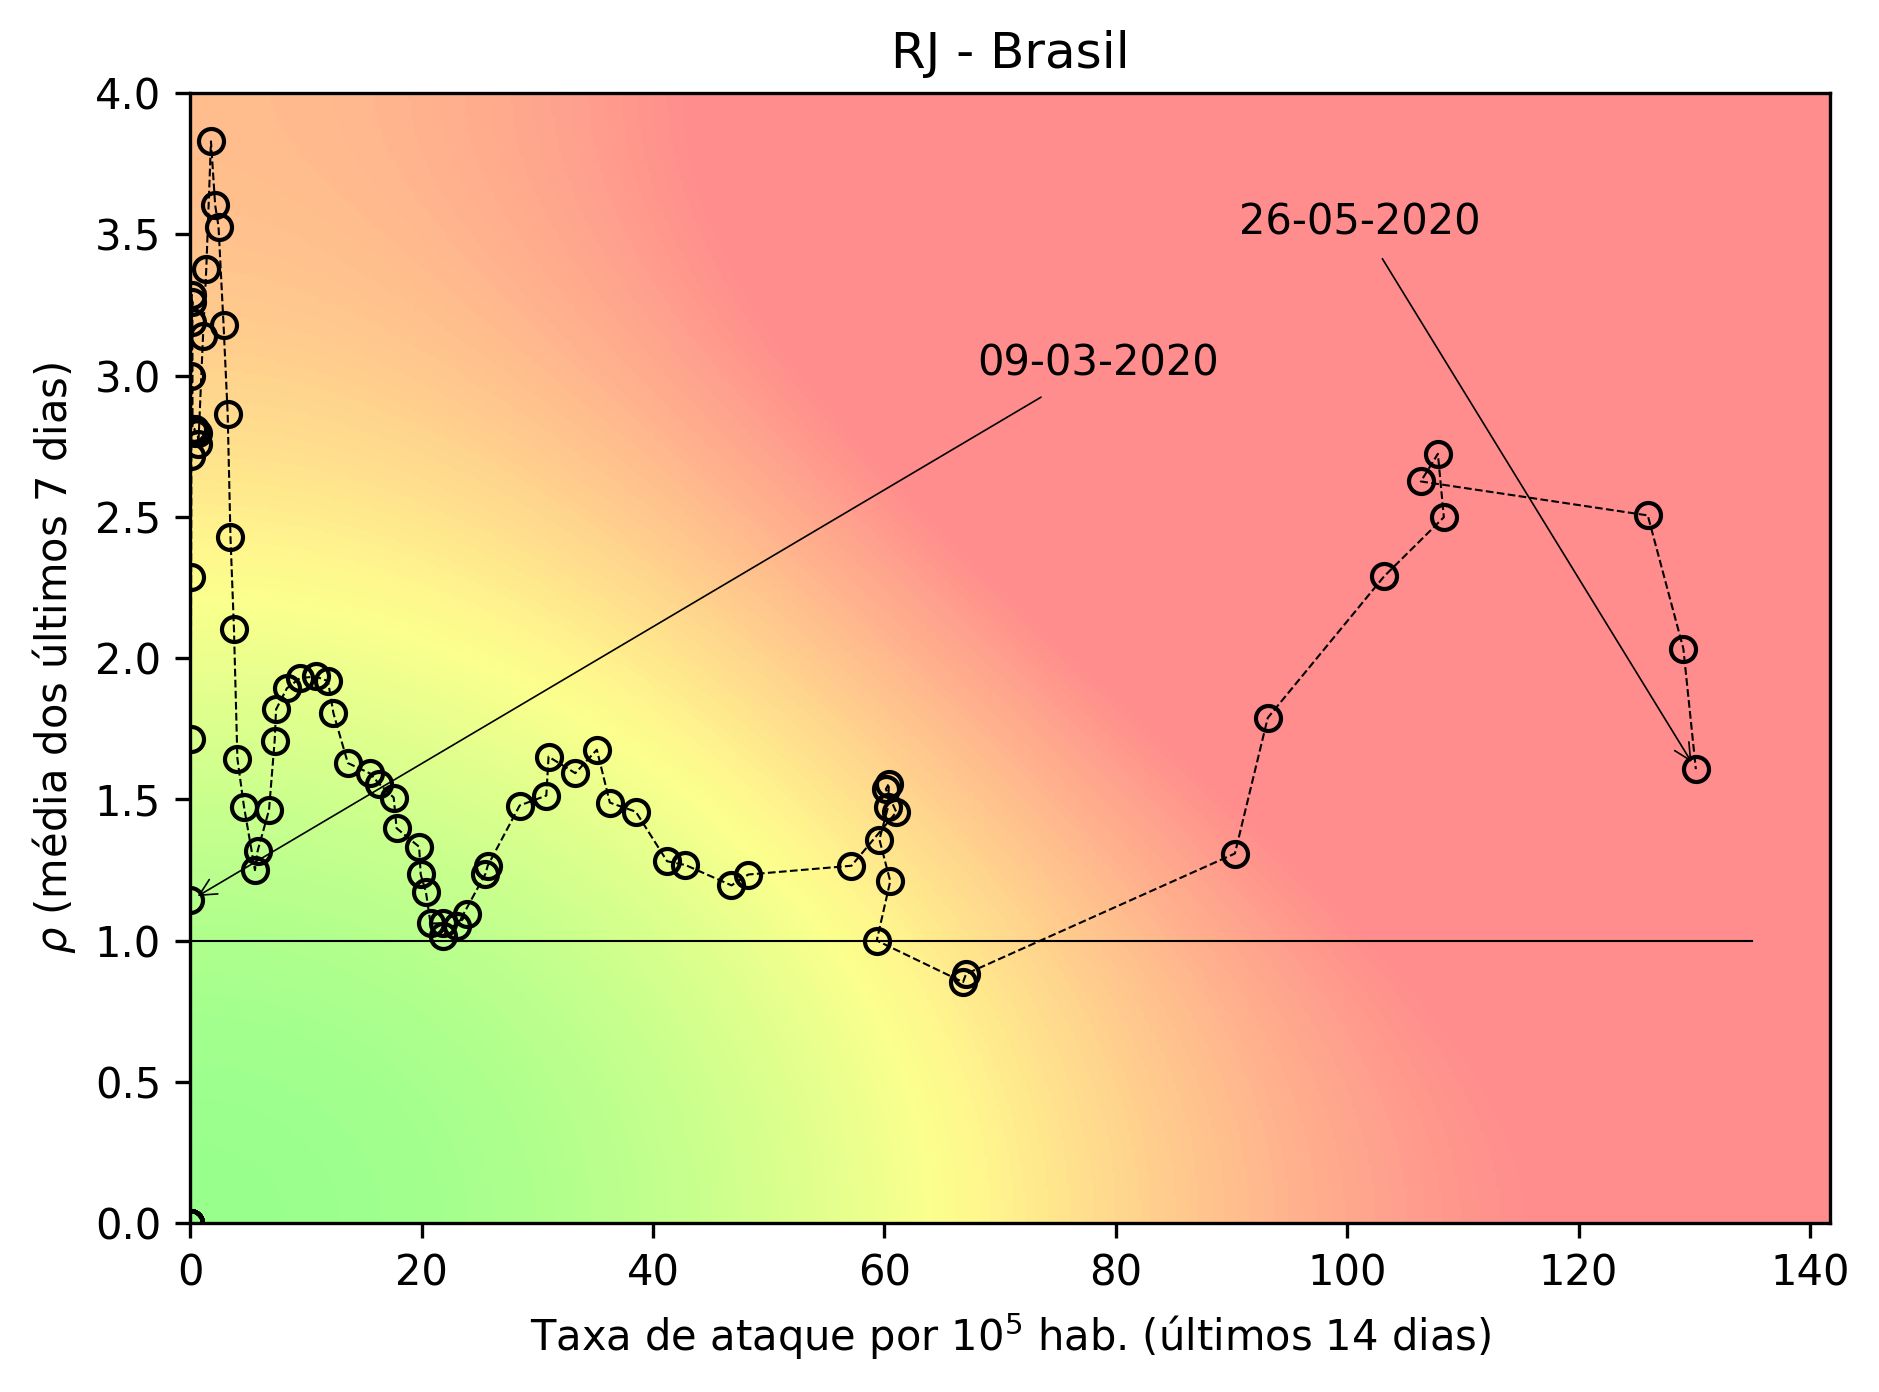 RJ - Brasil
4.0
3.5
3.0
2.5
2.0
1.5
1.0
0.5
0.0
ρ (média dos últimos 7 dias)
26-05-2020
09-03-2020
0 20 40 60 80 100 120 140
Taxa de ataque por 10⁵ hab. (últimos 14 dias)